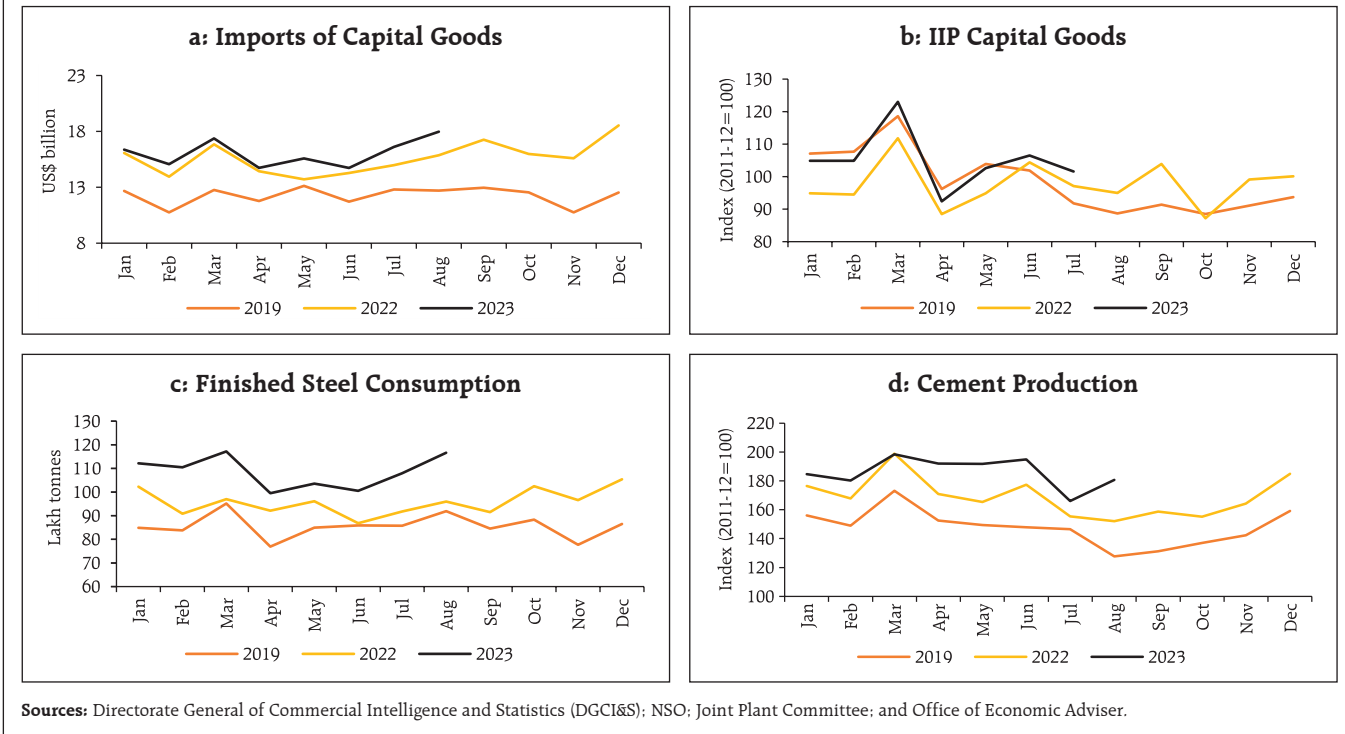 a: Imports of Capital Goods
US$ billion
23
18
13
8
Jan Feb Mar Apr May Jun Jul Aug Sep Oct Nov Dec
2019 2022 2023
b: IIP Capital Goods
Index (2011-12=100)
130
120
110
100
90
80
Jan Feb Mar Apr May Jun Jul Aug Sep Oct Nov Dec
2019 2022 2023
c: Finished Steel Consumption
Lakh tonnes
130
120
110
100
90
80
70
60
Jan Feb Mar Apr May Jun Jul Aug Sep Oct Nov Dec
2019 2022 2023
d: Cement Production
Index (2011-12=100)
220
200
180
160
140
120
100
Jan Feb Mar Apr May Jun Jul Aug Sep Oct Nov Dec
2019 2022 2023
Sources: Directorate General of Commercial Intelligence and Statistics (DGCI&S); NSO; Joint Plant Committee; and Office of Economic Adviser.